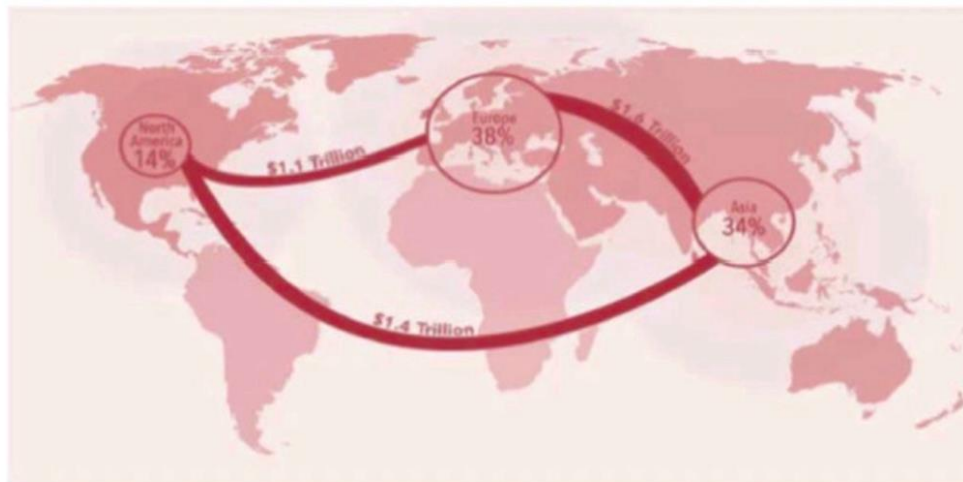 North
America
14%
$1.1 Trillion
Europe
38%
$1.6 Trillion
Asia
34%
$1.4 Trillion